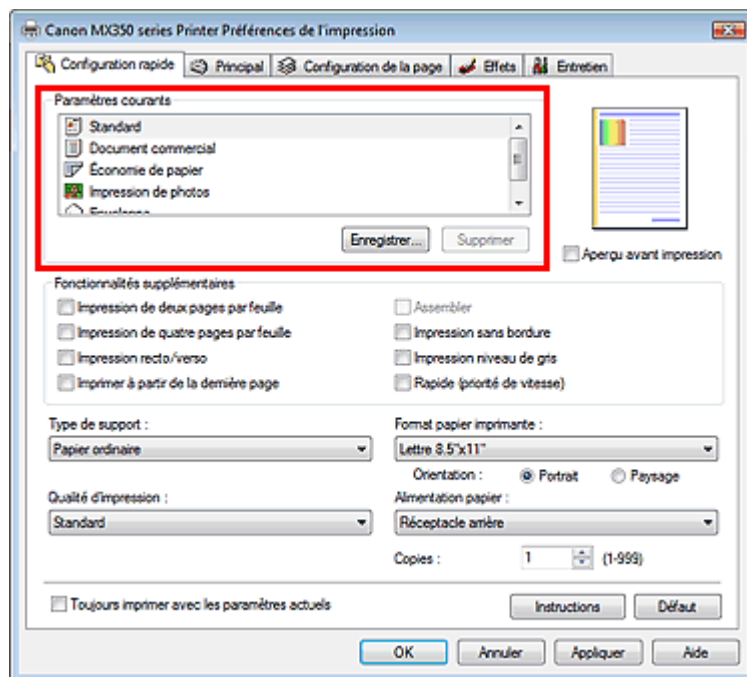 Canon MX350 series Printer Préférences de l'impression
Configuration rapide Principal Configuration de la page Effets Entretien
Paramètres courants
Standard
Document commercial
Économie de papier
Impression de photos
Enregistrer... Supprimer
Aperçu avant impression
Fonctionnalités supplémentaires
Impression de deux pages par feuille Assembler
Impression de quatre pages par feuille Impression sans bordure
Impression recto/verso Impression niveau de gris
Imprimer à partir de la dernière page Rapide (priorité de vitesse)
Type de support : Format papier imprimante :
Papier ordinaire Lettre 8.5"x11"
Orientation : Portrait Paysage
Qualité d'impression : Alimentation papier :
Standard Réceptacle arrière
Copies : 1 (1-999)
Toujours imprimer avec les paramètres actuels Instructions Défaut
OK Annuler Appliquer Aide